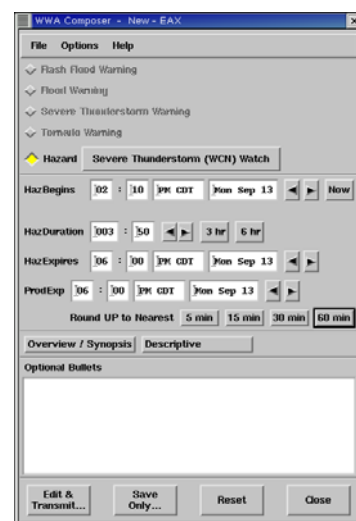 WWA Composer - New - EAX
File Options Help
Flash Flood Warning
Flood Warning
Severe Thunderstorm Warning
Tornado Warning
Hazard Severe Thunderstorm (WCN) Watch
HazBegins 02 : 10 PM CDT Mon Sep 13 Now
HazDuration 003 : 50 3 hr 6 hr
HazExpires 06 : 00 PM CDT Mon Sep 13
ProdExp 06 : 00 PM CDT Mon Sep 13
Round UP to Nearest 5 min 15 min 30 min 60 min
Overview / Synopsis Descriptive
Optional Bullets
Edit & Transmit... Save Only... Reset Close